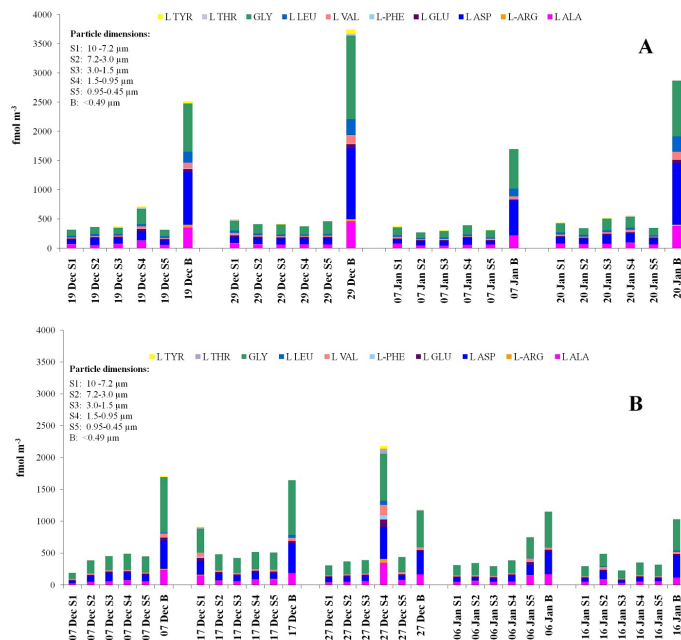 L TYR L THR GLY L LEU L VAL L-PHE L GLU L ASP L-ARG L ALA
4000
3500
3000
2500
2000
1500
1000
500
0
fmol m-3
Particle dimensions:
S1: 10 -7.2 µm
S2: 7.2-3.0 µm
S3: 3.0-1.5 µm
S4: 1.5-0.95 µm
S5: 0.95-0.45 µm
B: <0.49 µm
A
19 Dec S1
19 Dec S2
19 Dec S3
19 Dec S4
19 Dec S5
19 Dec B
29 Dec S1
29 Dec S2
29 Dec S3
29 Dec S4
29 Dec S5
29 Dec B
07 Jan S1
07 Jan S2
07 Jan S3
07 Jan S4
07 Jan S5
07 Jan B
20 Jan S1
20 Jan S2
20 Jan S3
20 Jan S4
20 Jan S5
20 Jan B
4000
3500
3000
2500
2000
1500
1000
500
0
fmol m-3
L TYR L THR GLY L LEU L VAL L-PHE L GLU L ASP L-ARG L ALA
Particle dimensions:
S1: 10 -7.2 µm
S2: 7.2-3.0 µm
S3: 3.0-1.5 µm
S4: 1.5-0.95 µm
S5: 0.95-0.45 µm
B: <0.49 µm
B
07 Dec S1
07 Dec S2
07 Dec S3
07 Dec S4
07 Dec S5
07 Dec B
17 Dec S1
17 Dec S2
17 Dec S3
17 Dec S4
17 Dec S5
17 Dec B
27 Dec S1
27 Dec S2
27 Dec S3
27 Dec S4
27 Dec S5
27 Dec B
06 Jan S1
06 Jan S2
06 Jan S3
06 Jan S4
06 Jan S5
06 Jan B
16 Jan S1
16 Jan S2
16 Jan S3
16 Jan S4
16 Jan S5
16 Jan B